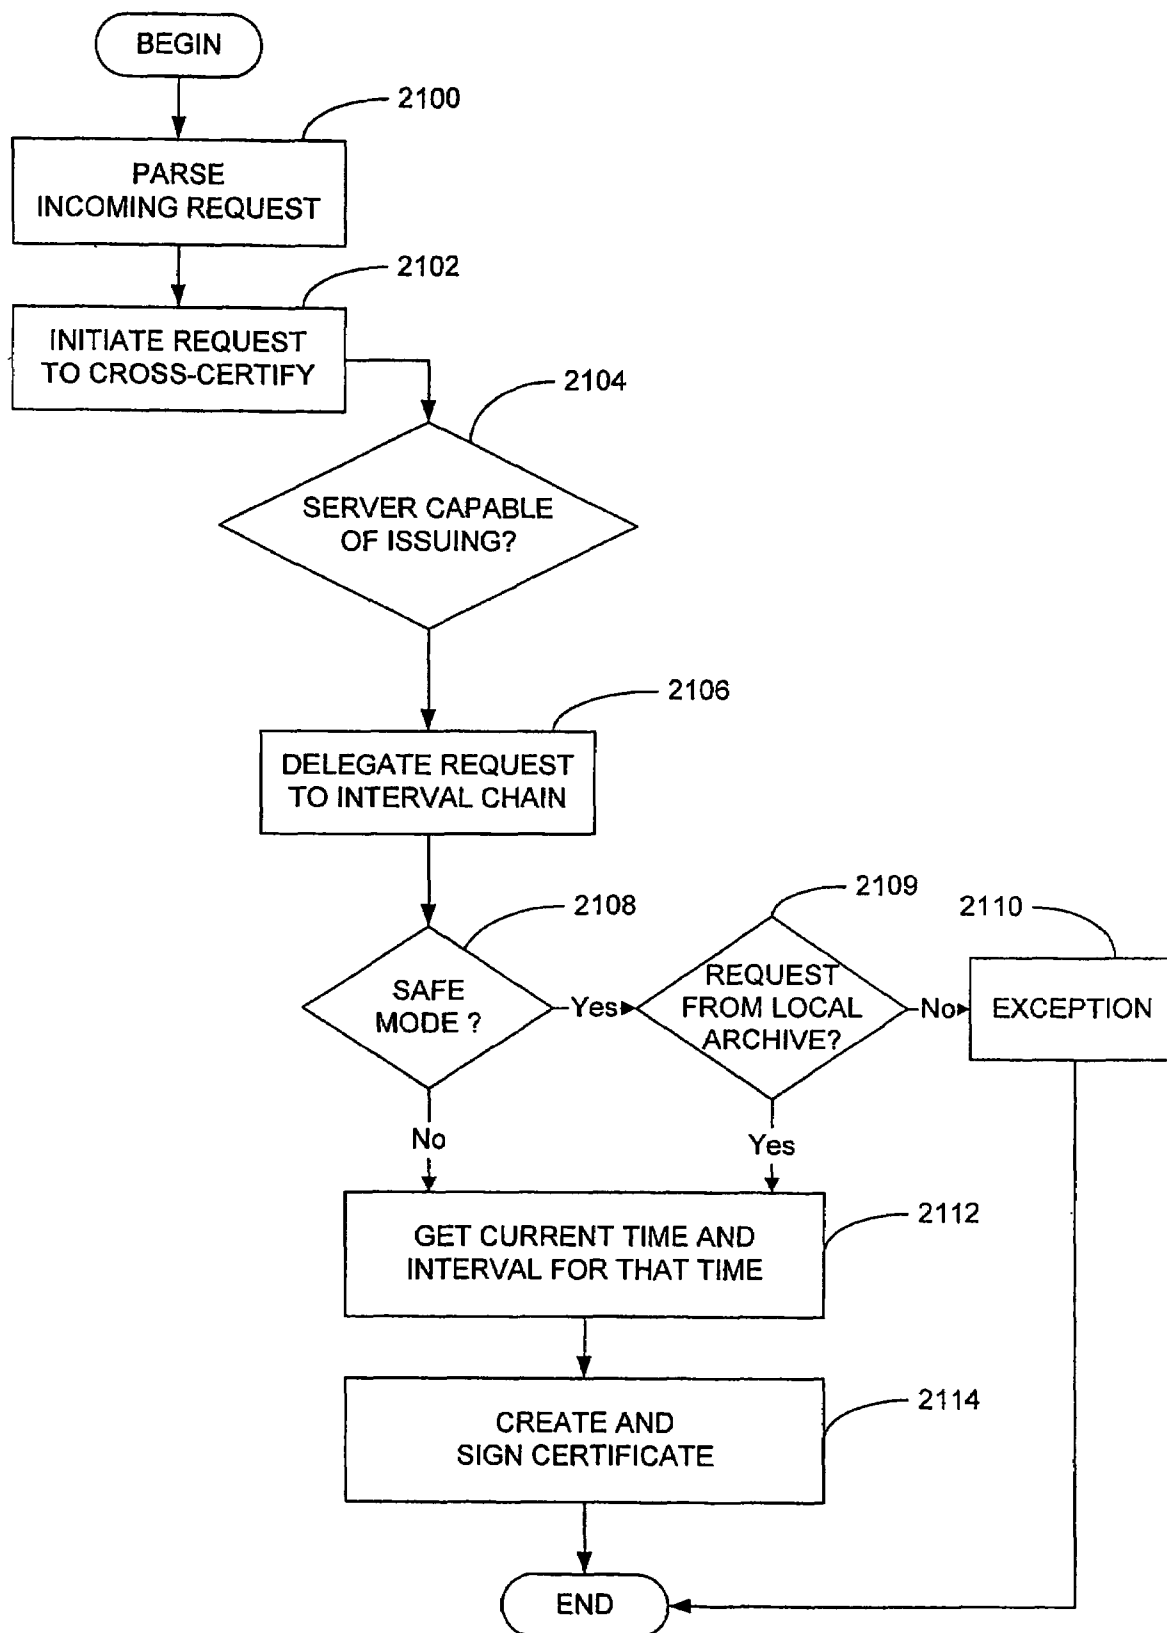 BEGIN
2100
PARSE
INCOMING REQUEST
2102
INITIATE REQUEST
TO CROSS-CERTIFY
2104
SERVER CAPABLE
OF ISSUING?
2106
DELEGATE REQUEST
TO INTERVAL CHAIN
2108
SAFE
MODE ?
Yes
2109
REQUEST
FROM LOCAL
ARCHIVE?
No
2110
EXCEPTION
No
Yes
2112
GET CURRENT TIME AND
INTERVAL FOR THAT TIME
2114
CREATE AND
SIGN CERTIFICATE
END